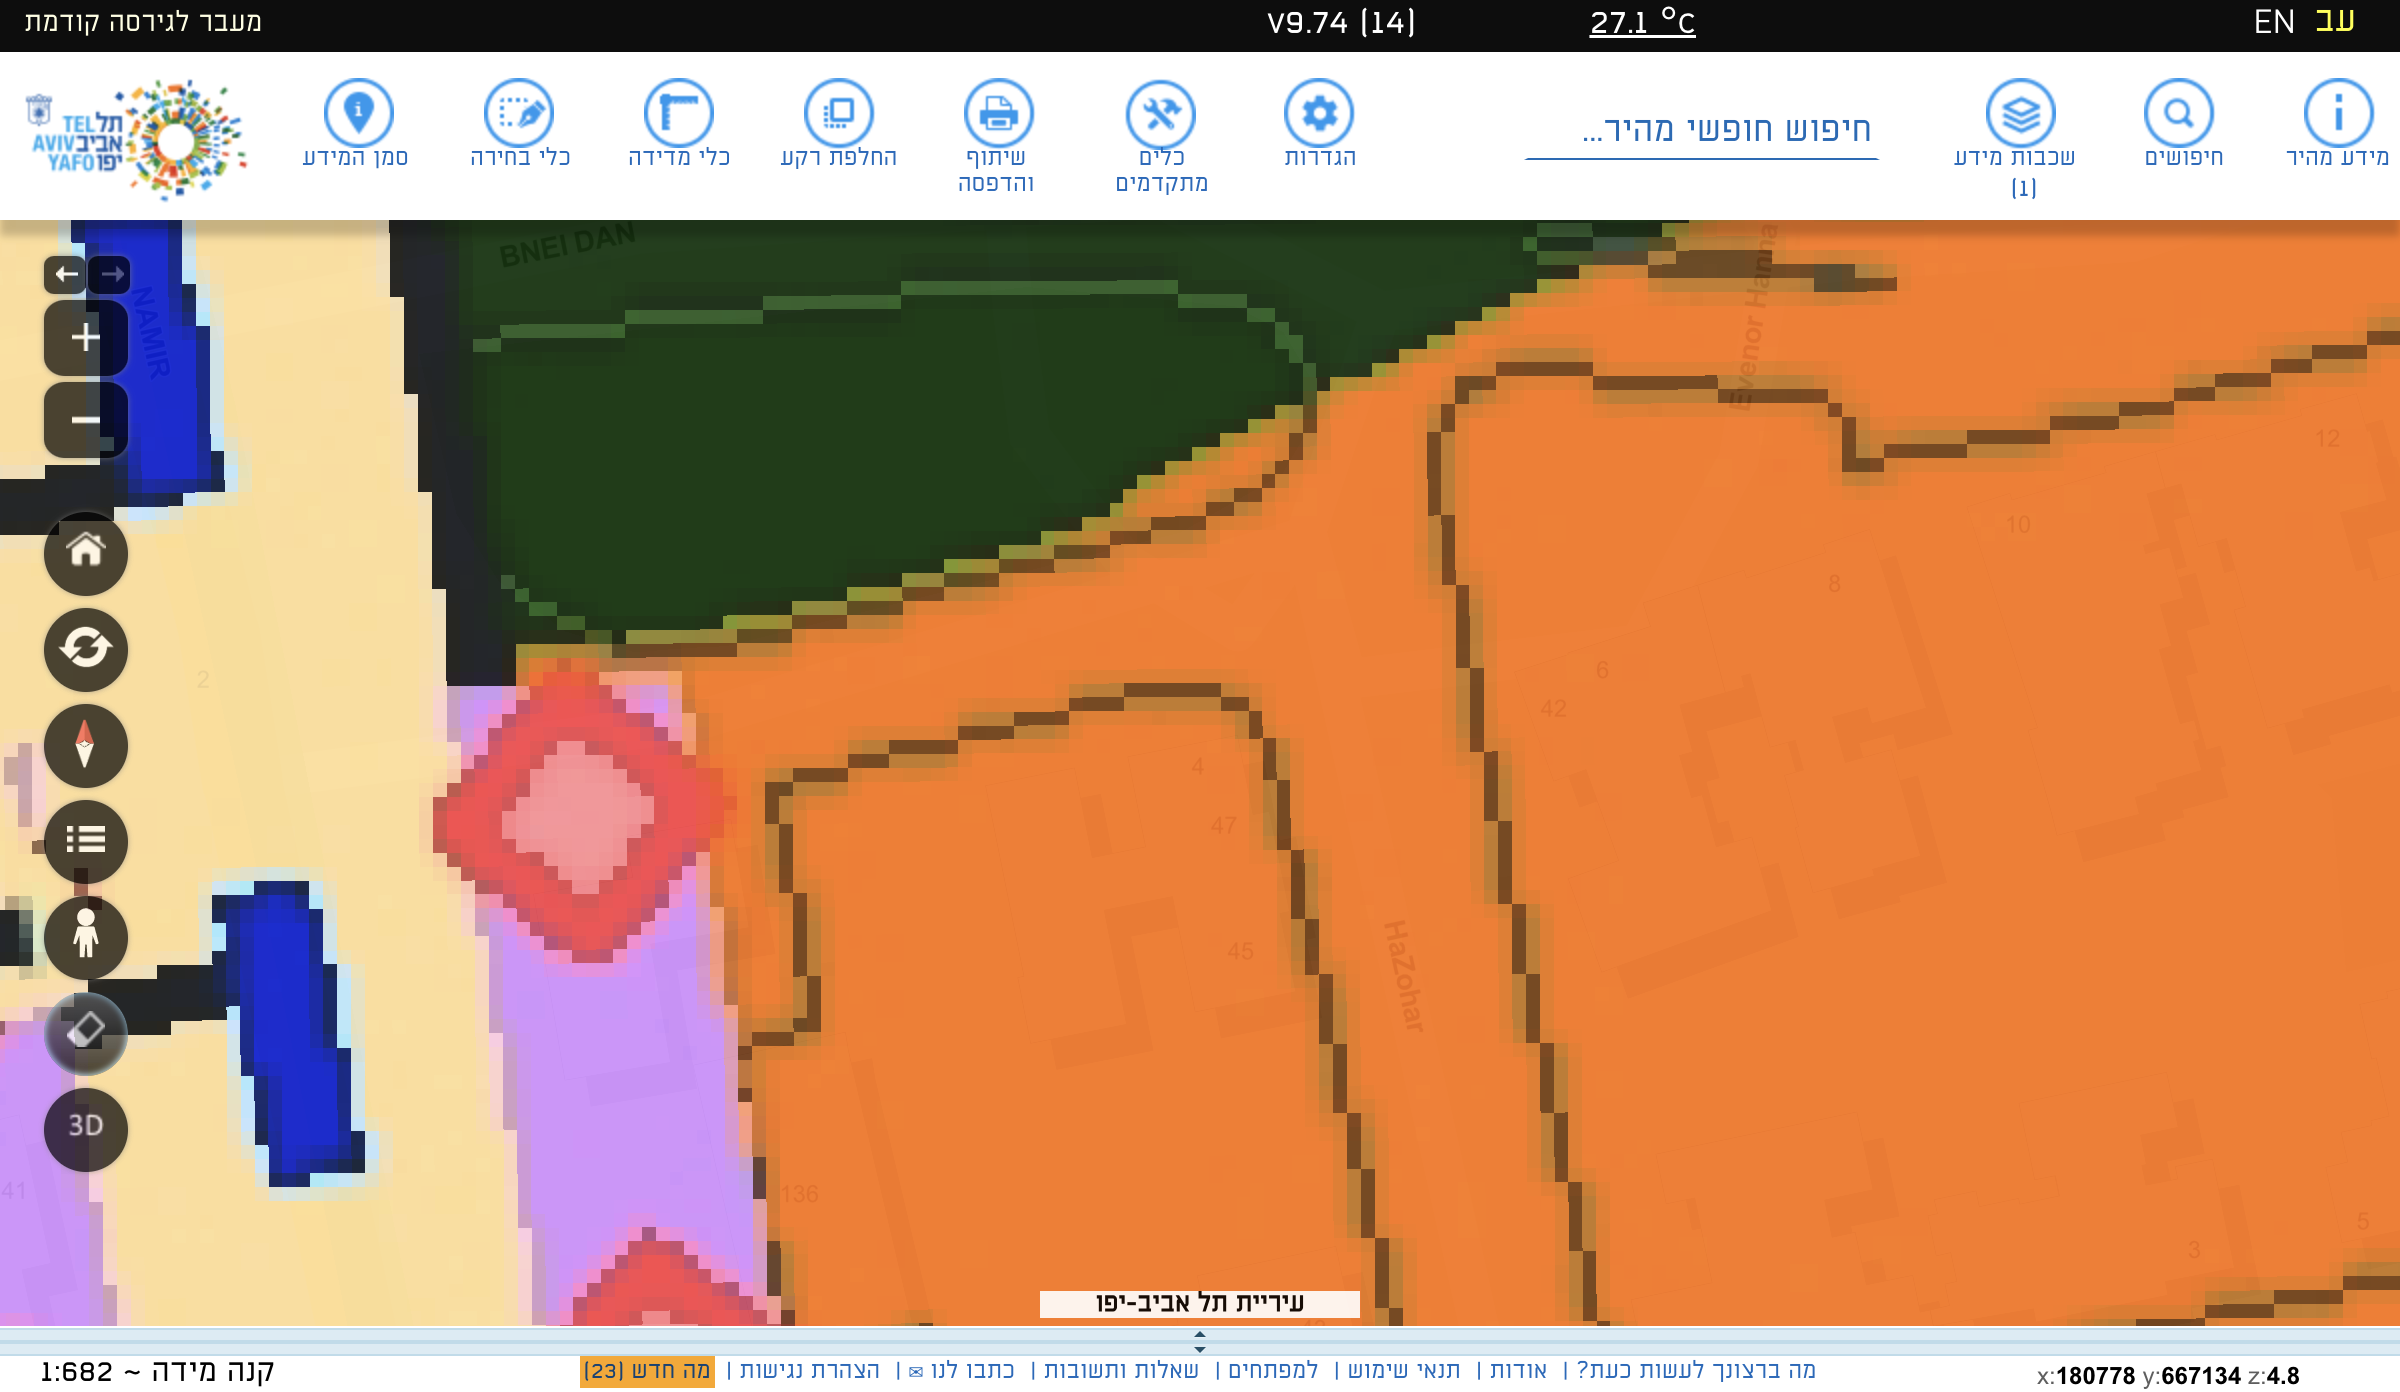 מעבר לגירסה קודמת
V9.74 (14)
27.1 °C
EN עב
תל אביב יפו
TEL AVIV YAFO
סמן המידע
כלי בחירה
כלי מדידה
החלפת רקע
שיתוף והדפסה
כלים מתקדמים
הגדרות
חיפוש חופשי מהיר...
שכבות מידע (1)
חיפושים
מידע מהיר
BNEI DAN
NAMIR
Evenor Hanna
12
10
8
6
42
2
4
47
45
HaZohar
3D
41
136
5
3
עיריית תל אביב-יפו
קנה מידה ~ 1:682
מה ברצונך לעשות כעת? | אודות | תנאי שימוש | למפתחים | שאלות ותשובות | כתבו לנו ✉ | הצהרת נגישות | מה חדש (23)
x:180778 y:667134 z:4.8